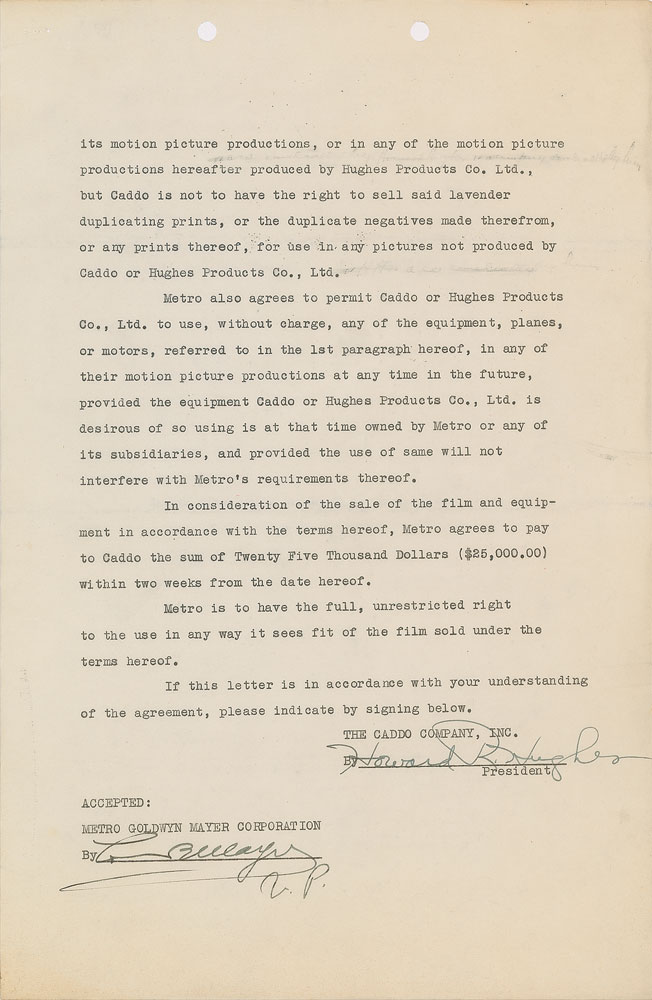 its motion picture productions, or in any of the motion picture
productions hereafter produced by Hughes Products Co. Ltd.,
but Caddo is not to have the right to sell said lavender
duplicating prints, or the duplicate negatives made therefrom,
or any prints thereof, for use in any pictures not produced by
Caddo or Hughes Products Co., Ltd.
Metro also agrees to permit Caddo or Hughes Products
Co., Ltd. to use, without charge, any of the equipment, planes,
or motors, referred to in the 1st paragraph hereof, in any of
their motion picture productions at any time in the future,
provided the equipment Caddo or Hughes Products Co., Ltd. is
desirous of so using is at that time owned by Metro or any of
its subsidiaries, and provided the use of same will not
interfere with Metro's requirements thereof.
In consideration of the sale of the film and equip-
ment in accordance with the terms hereof, Metro agrees to pay
to Caddo the sum of Twenty Five Thousand Dollars ($25,000.00)
within two weeks from the date hereof.
Metro is to have the full, unrestricted right
to the use in any way it sees fit of the film sold under the
terms hereof.
If this letter is in accordance with your understanding
of the agreement, please indicate by signing below.
THE CADDO COMPANY, INC.
By Howard R. Hughes
President
ACCEPTED:
METRO GOLDWYN MAYER CORPORATION
By L B Mayer
V. P.